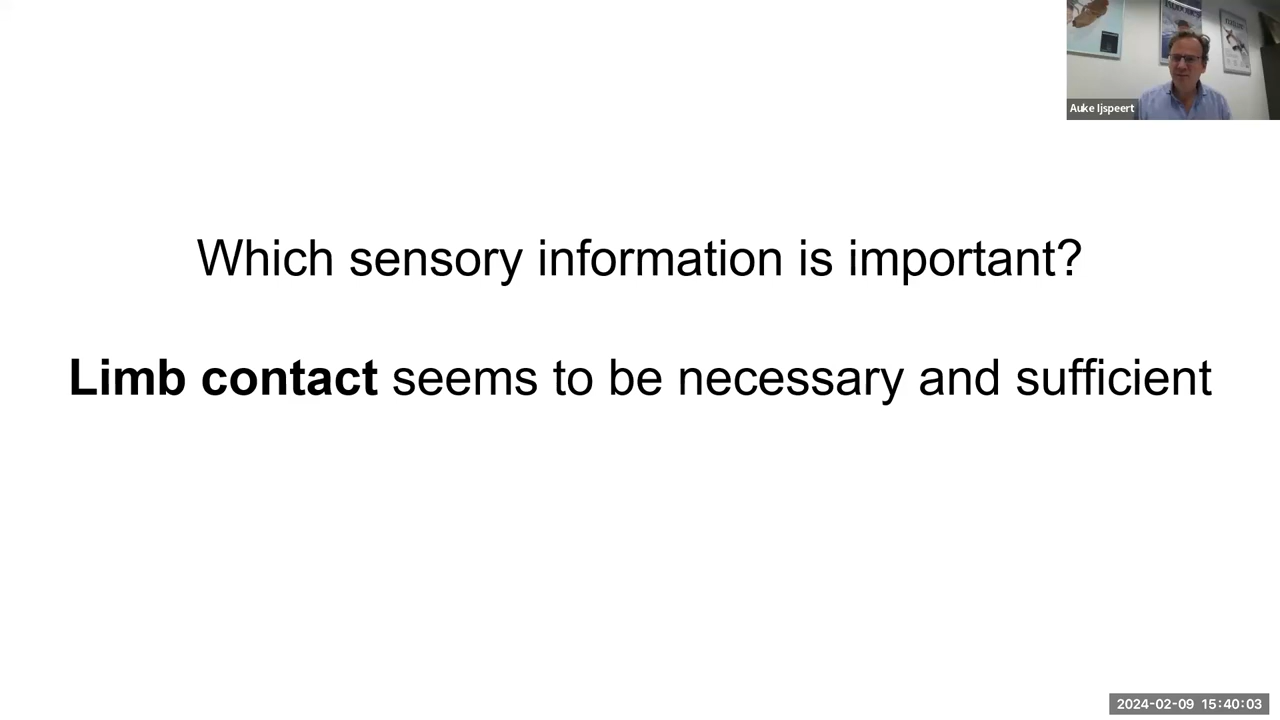 Auke Ijspeert
Which sensory information is important?
Limb contact seems to be necessary and sufficient
2024-02-09 15:40:03